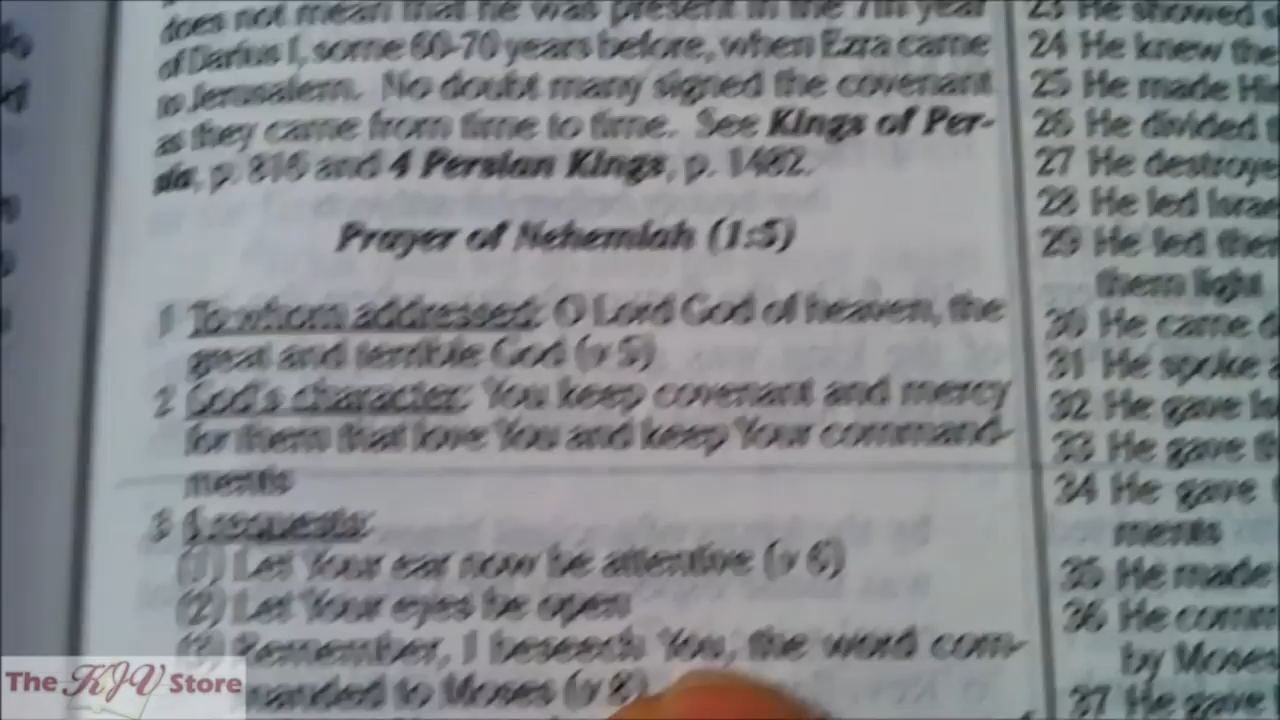 does not mean that he was present in the 7th year
of Darius I, some 60-70 years before, when Ezra came
to Jerusalem. No doubt many signed the covenant
as they came from time to time. See Kings of Per-
sia, p. 816 and 4 Persian Kings, p. 1482.
Prayer of Nehemiah (1:5)
1 To whom addressed: O Lord God of heaven, the
great and terrible God (v 5)
2 God's character: You keep covenant and mercy
for them that love You and keep Your command-
ments
3 requests:
(1) Let Your ear now be attentive (v 6)
(2) Let Your eyes be open
(3) Remember, I beseech You, the word com-
manded to Moses (v 8)
23 He showed
24 He knew the
25 He made
26 He divided
27 He destroye
28 He led Israe
29 He led
them light
30 He came
31 He spoke
32 He gave
33 He gave
34 He gave
ments
35 He made
36 He comm
by Moses
37 He gave
The KJV Store